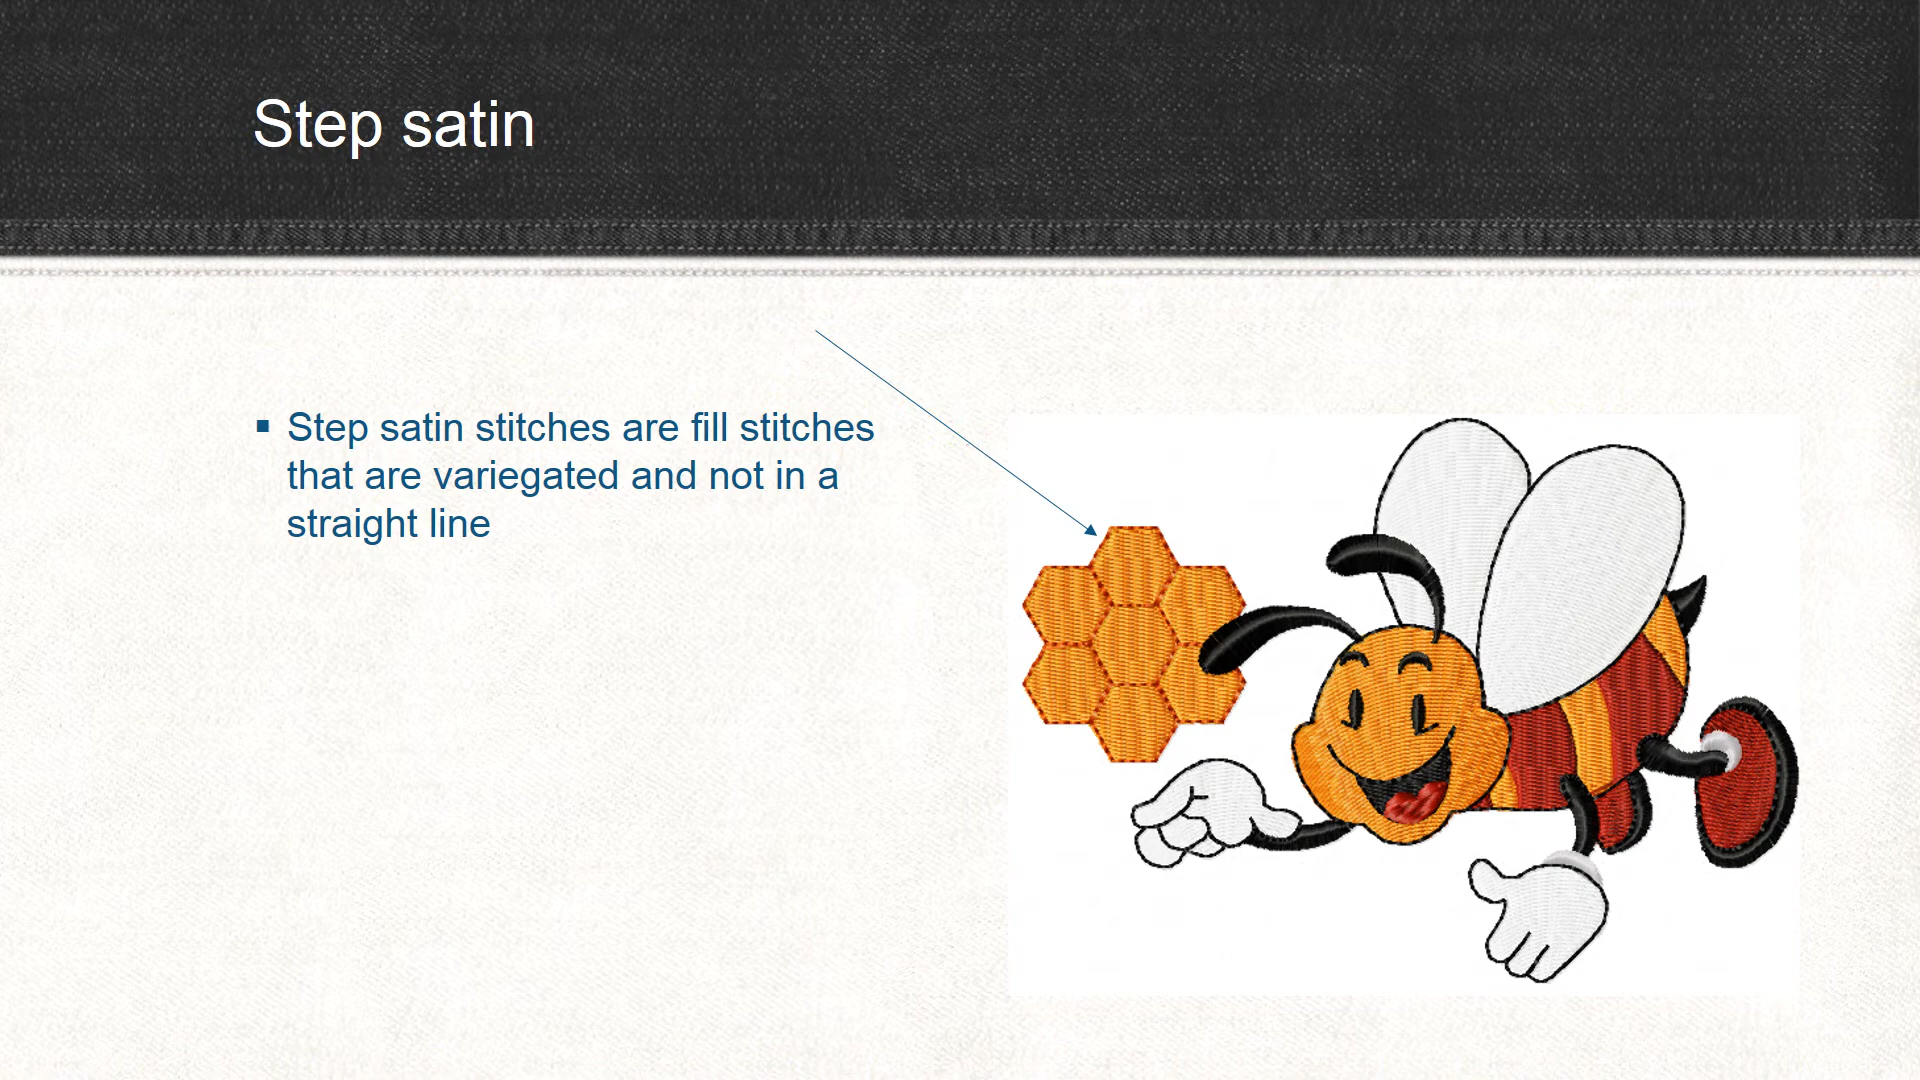 Step satin
▪ Step satin stitches are fill stitches
that are variegated and not in a
straight line